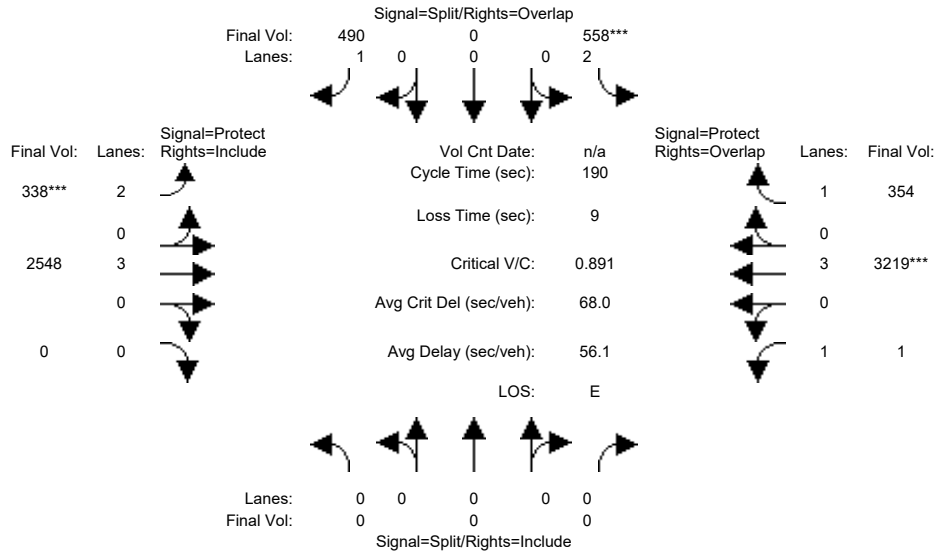 Signal=Split/Rights=Overlap
Final Vol: 490 0 558***
Lanes: 1 0 0 0 2
Signal=Protect Signal=Protect
Final Vol: Lanes: Rights=Include Vol Cnt Date: n/a Rights=Overlap Lanes: Final Vol:
Cycle Time (sec): 190
338*** 2 1 354
Loss Time (sec): 9
0 0
2548 3 Critical V/C: 0.891 3 3219***
0 Avg Crit Del (sec/veh): 68.0 0
0 0 Avg Delay (sec/veh): 56.1 1 1
LOS: E
Lanes: 0 0 0 0 0
Final Vol: 0 0 0
Signal=Split/Rights=Include